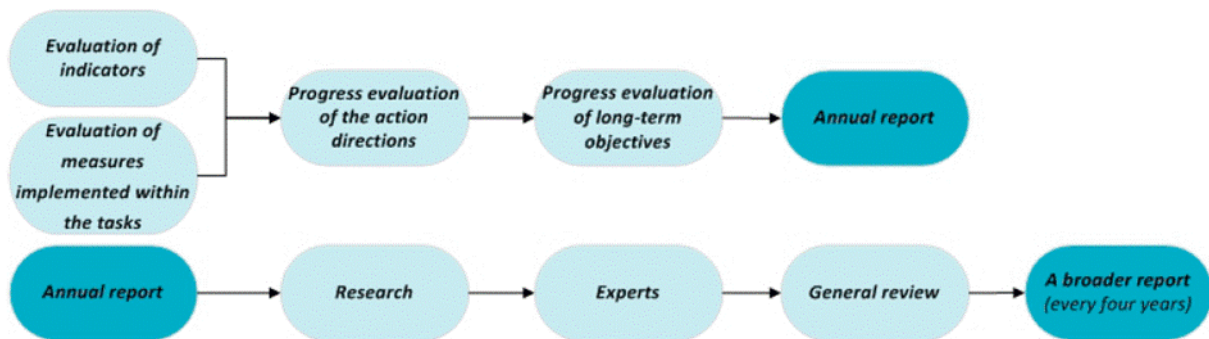 Evaluation of
indicators
Evaluation of
measures
implemented within
the tasks
Progress evaluation
of the action
directions
Progress evaluation
of long-term
objectives
Annual report
Annual report
Research
Experts
General review
A broader report
(every four years)